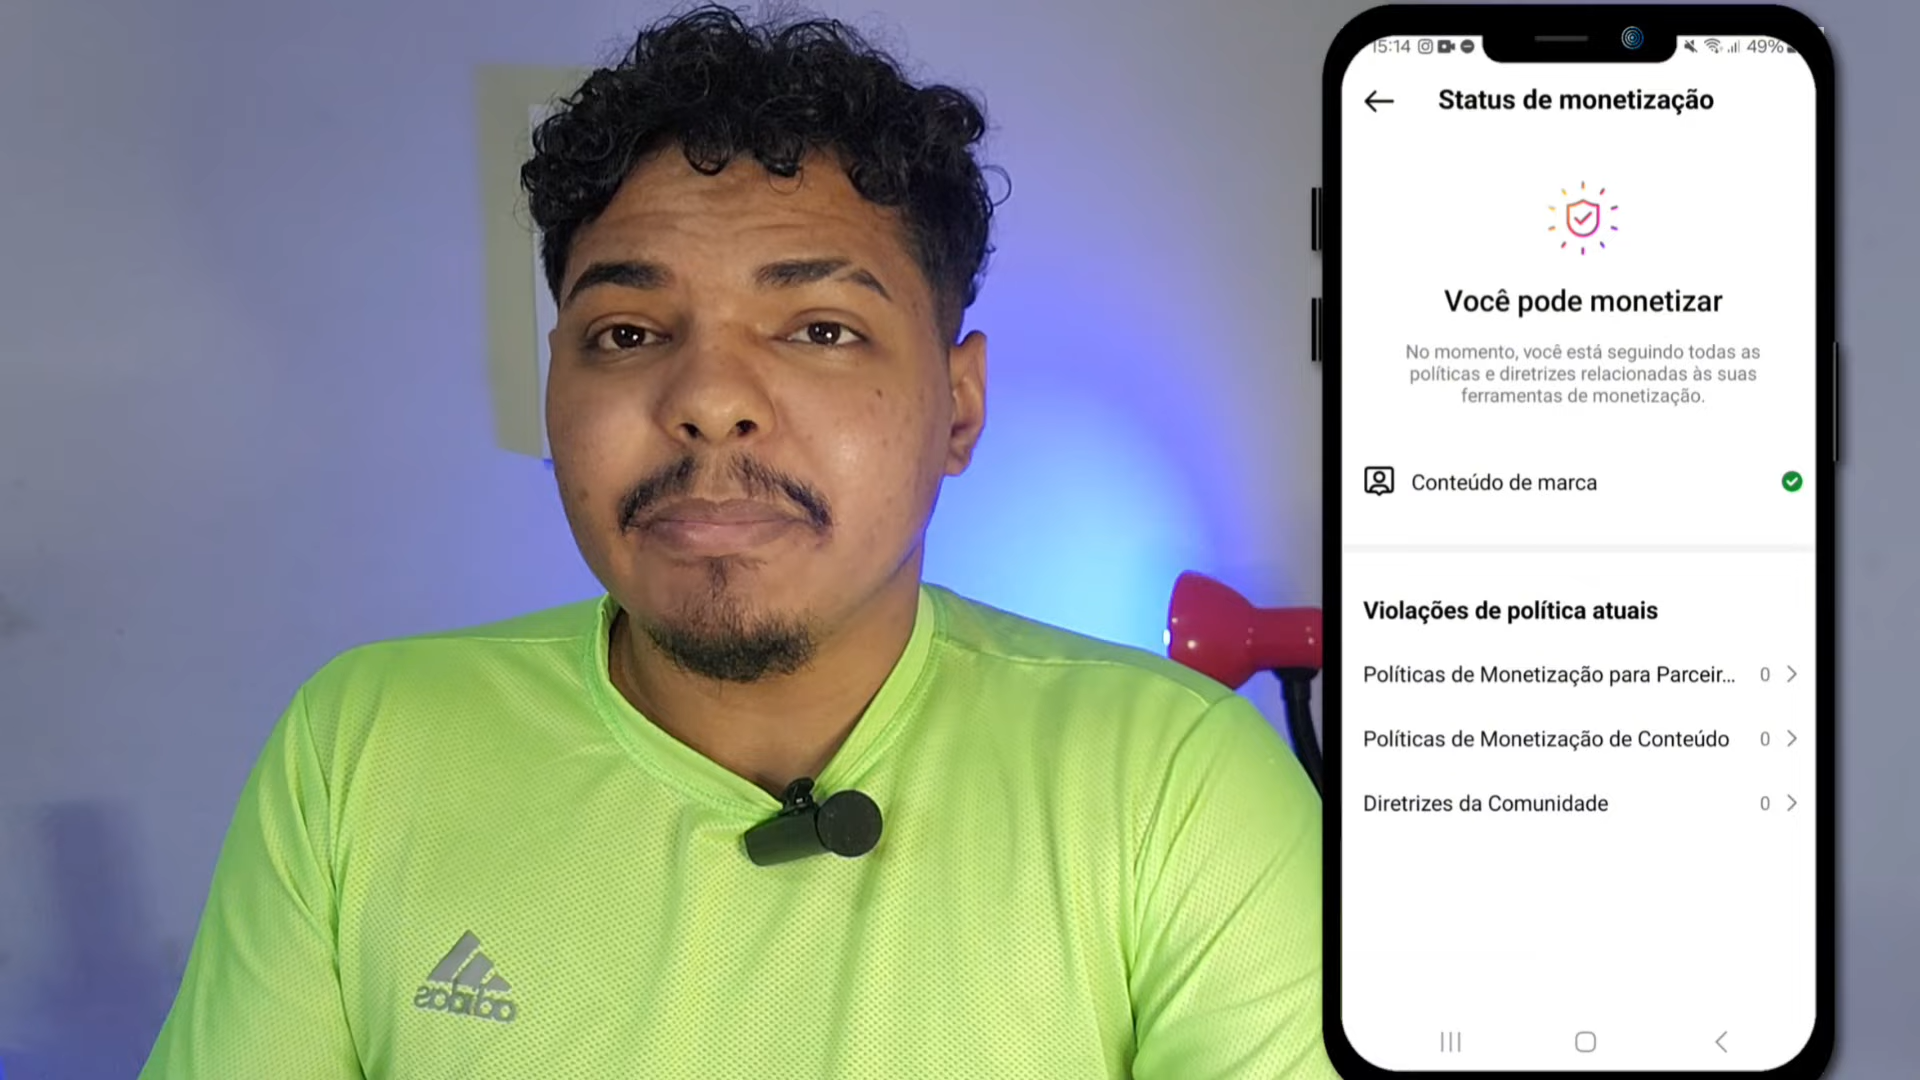 15:14 49%
Status de monetização
Você pode monetizar
No momento, você está seguindo todas as
políticas e diretrizes relacionadas às suas
ferramentas de monetização.
Conteúdo de marca
Violações de política atuais
Políticas de Monetização para Parceir... 0
Políticas de Monetização de Conteúdo 0
Diretrizes da Comunidade 0
adidas